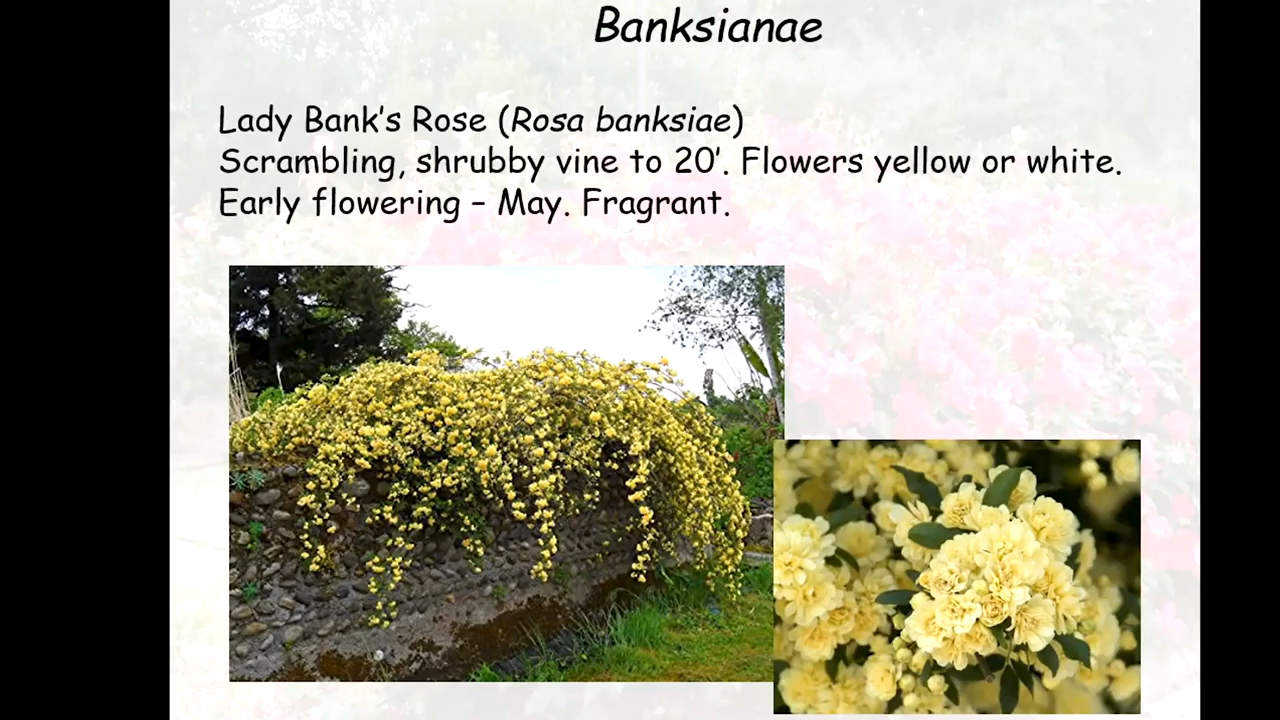 Banksianae
Lady Bank's Rose (Rosa banksiae)
Scrambling, shrubby vine to 20'. Flowers yellow or white.
Early flowering – May. Fragrant.